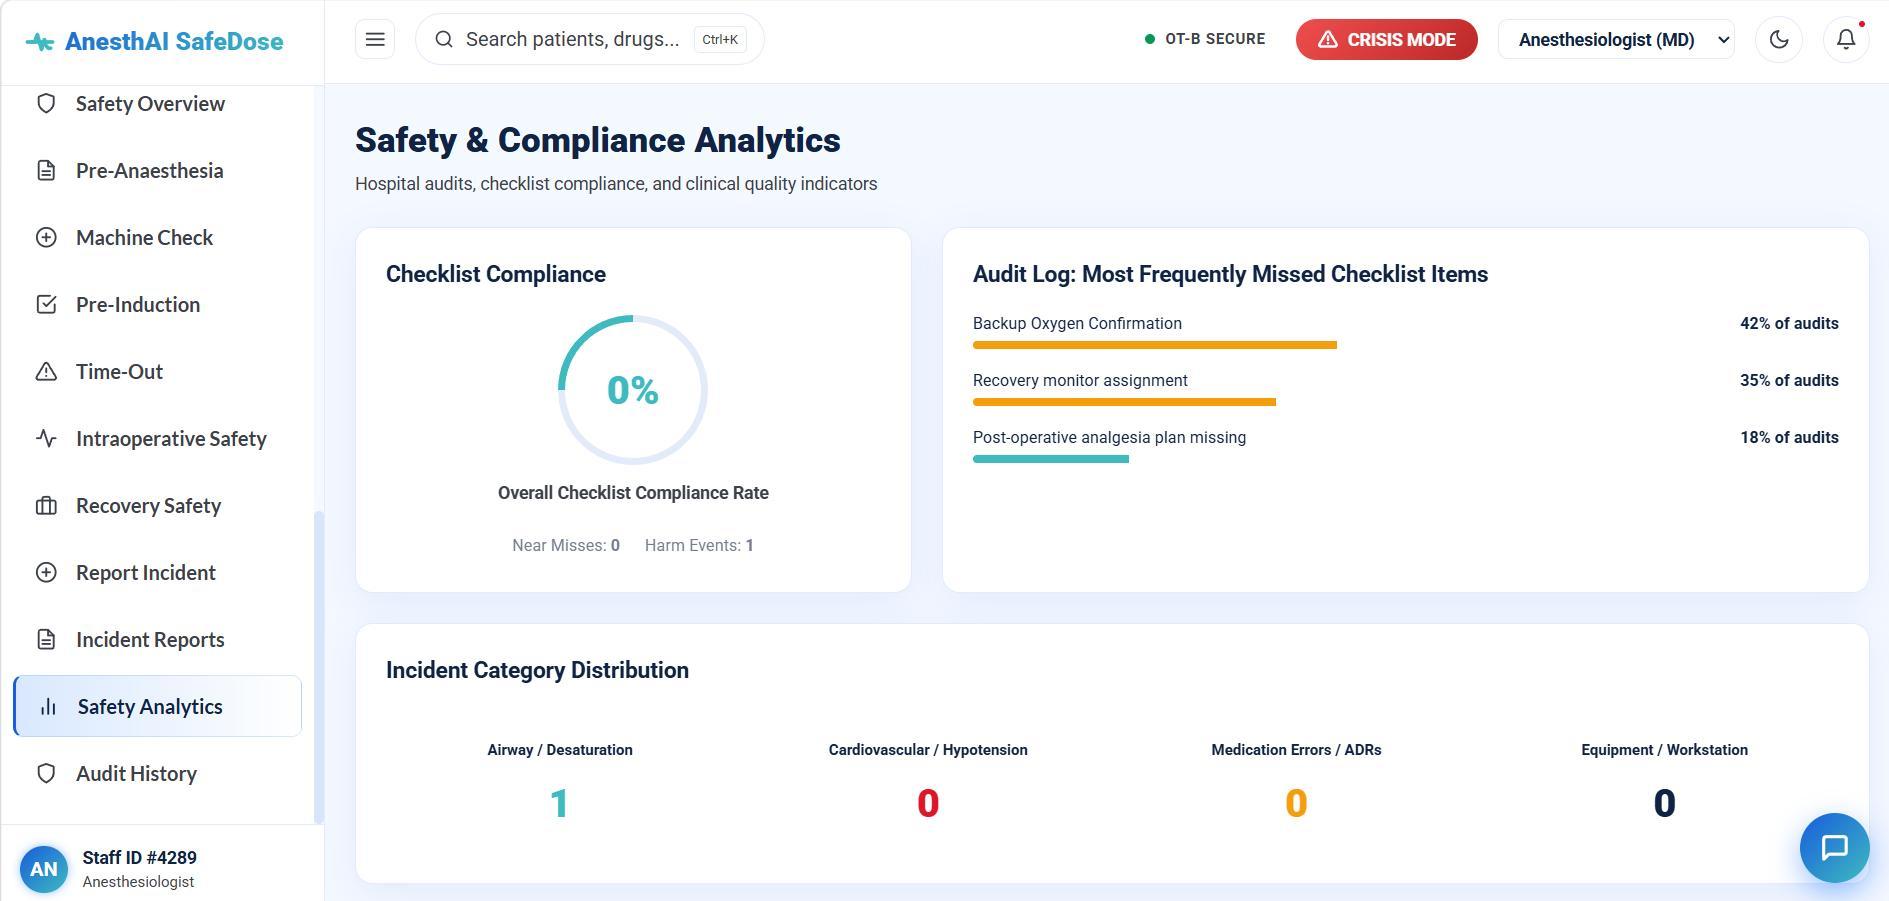 AnesthAI SafeDose
Search patients, drugs... Ctrl+K
OT-B SECURE
CRISIS MODE
Anesthesiologist (MD)
Safety Overview
Pre-Anaesthesia
Machine Check
Pre-Induction
Time-Out
Intraoperative Safety
Recovery Safety
Report Incident
Incident Reports
Safety Analytics
Audit History
AN
Staff ID #4289
Anesthesiologist
Safety & Compliance Analytics
Hospital audits, checklist compliance, and clinical quality indicators
Checklist Compliance
0%
Overall Checklist Compliance Rate
Near Misses: 0 Harm Events: 1
Audit Log: Most Frequently Missed Checklist Items
Backup Oxygen Confirmation 42% of audits
Recovery monitor assignment 35% of audits
Post-operative analgesia plan missing 18% of audits
Incident Category Distribution
Airway / Desaturation
1
Cardiovascular / Hypotension
0
Medication Errors / ADRs
0
Equipment / Workstation
0